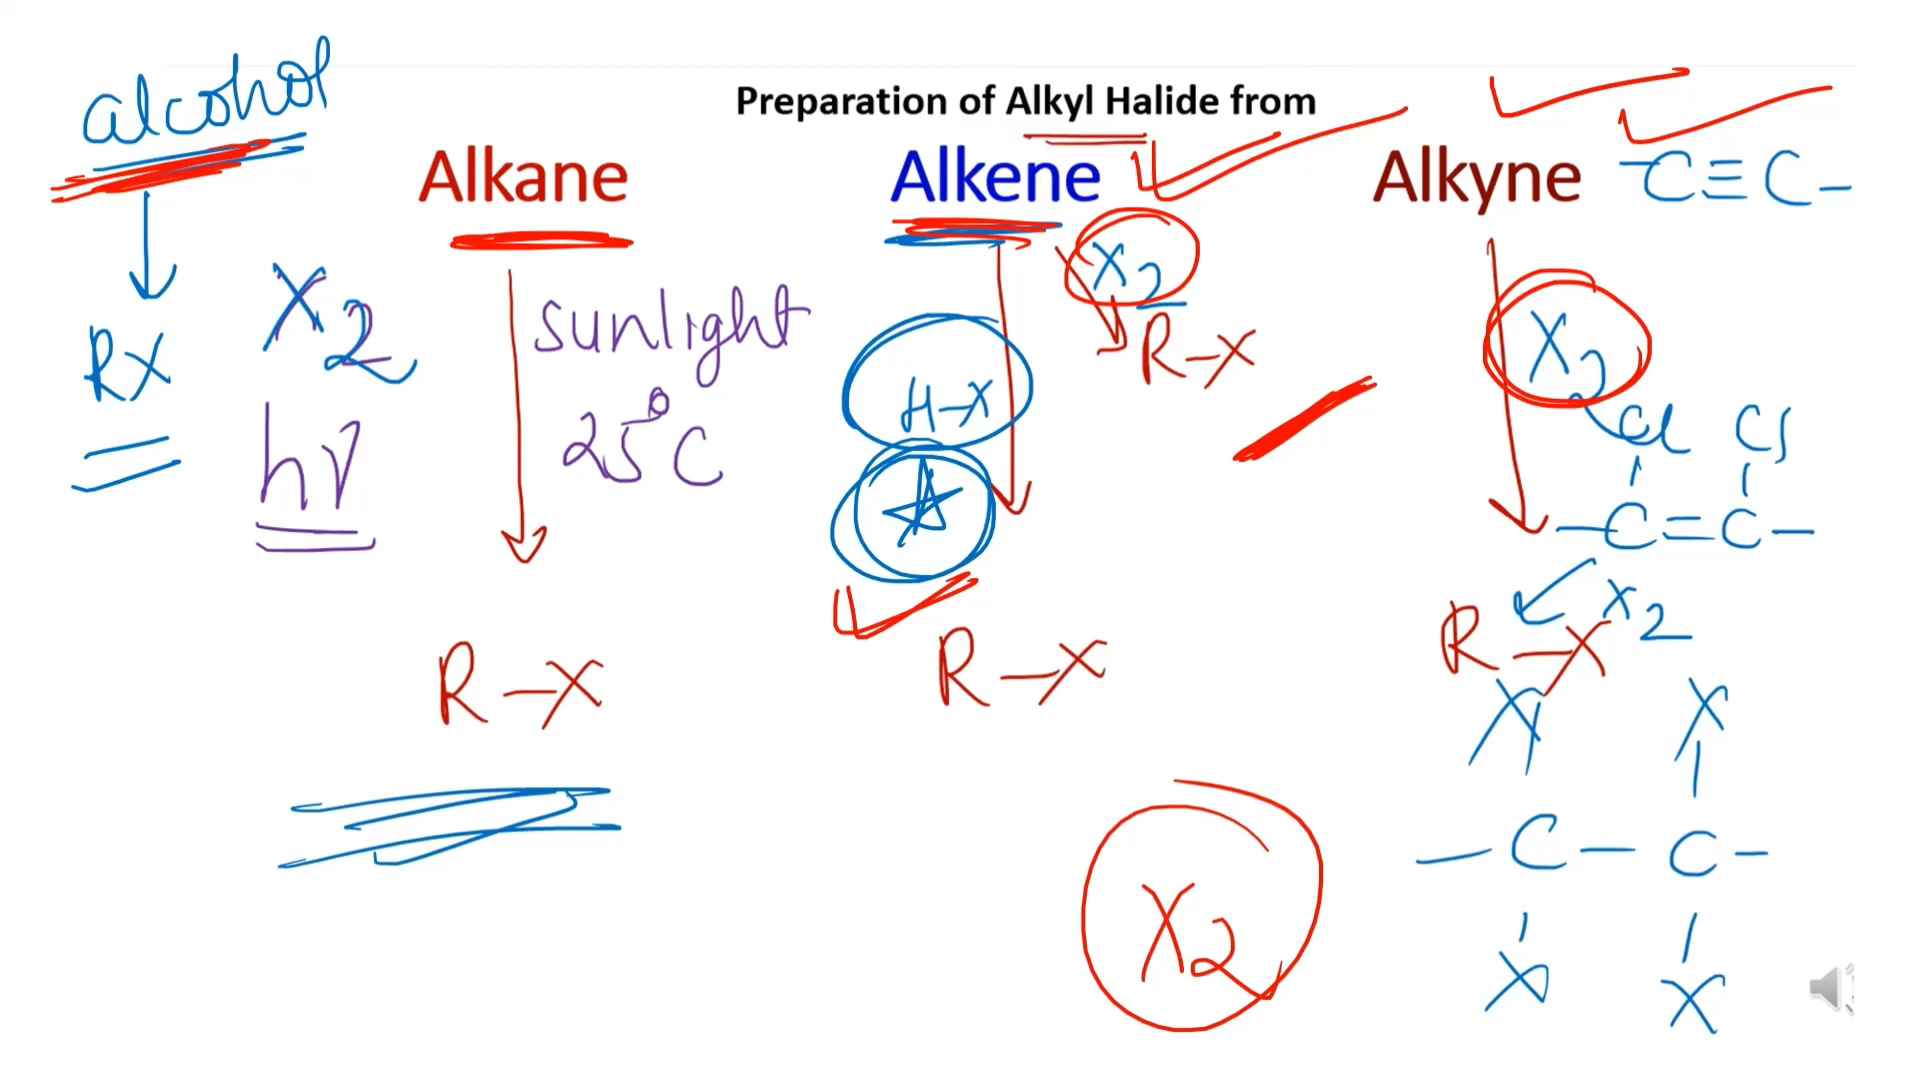 alcohol
Preparation of Alkyl Halide from
Alkane
Alkene
Alkyne
–C≡C–
RX
X2
hν
sunlight
25°C
R–X
X2
R–X
H–X
R–X
X2
Cl Cl
–C=C–
X2
R–X
X X
–C–C–
X X
X2